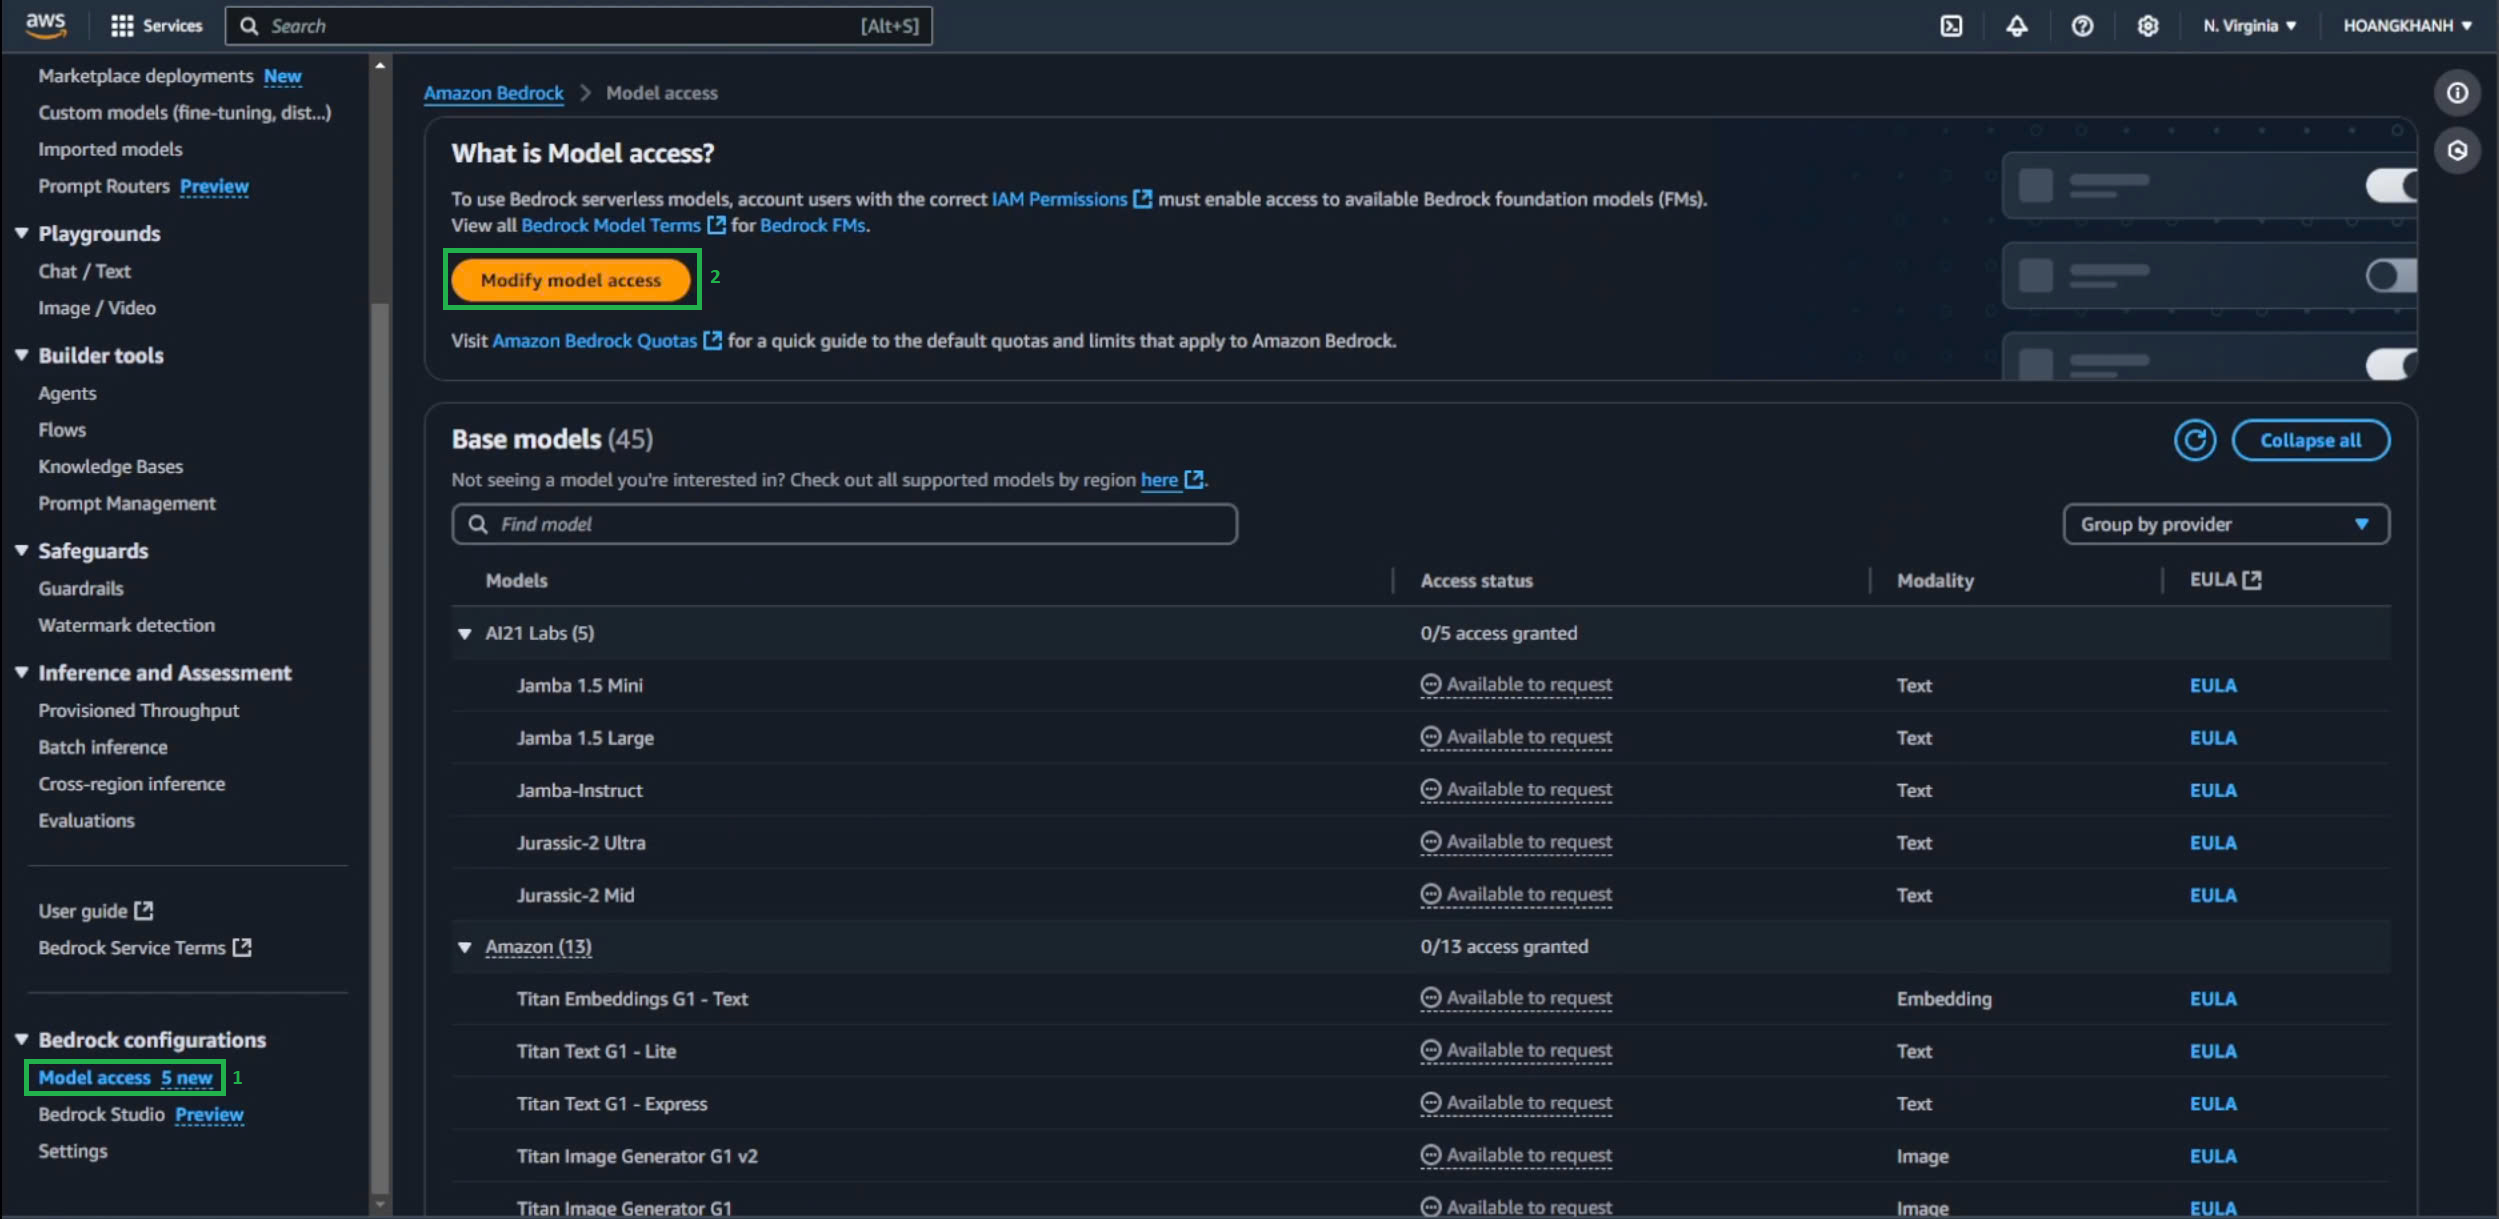 aws
Services
Search
[Alt+S]
N. Virginia
HOANGKHANH
Marketplace deployments New
Custom models (fine-tuning, dist...)
Imported models
Prompt Routers Preview
Playgrounds
Chat / Text
Image / Video
Builder tools
Agents
Flows
Knowledge Bases
Prompt Management
Safeguards
Guardrails
Watermark detection
Inference and Assessment
Provisioned Throughput
Batch inference
Cross-region inference
Evaluations
User guide
Bedrock Service Terms
Bedrock configurations
Model access 5 new 1
Bedrock Studio Preview
Settings
Amazon Bedrock > Model access
What is Model access?
To use Bedrock serverless models, account users with the correct IAM Permissions must enable access to available Bedrock foundation models (FMs).
View all Bedrock Model Terms for Bedrock FMs.
Modify model access 2
Visit Amazon Bedrock Quotas for a quick guide to the default quotas and limits that apply to Amazon Bedrock.
Base models (45)
Collapse all
Not seeing a model you're interested in? Check out all supported models by region here.
Find model
Group by provider
Models Access status Modality EULA
AI21 Labs (5) 0/5 access granted
Jamba 1.5 Mini Available to request Text EULA
Jamba 1.5 Large Available to request Text EULA
Jamba-Instruct Available to request Text EULA
Jurassic-2 Ultra Available to request Text EULA
Jurassic-2 Mid Available to request Text EULA
Amazon (13) 0/13 access granted
Titan Embeddings G1 - Text Available to request Embedding EULA
Titan Text G1 - Lite Available to request Text EULA
Titan Text G1 - Express Available to request Text EULA
Titan Image Generator G1 v2 Available to request Image EULA
Titan Image Generator G1 Available to request Image EULA